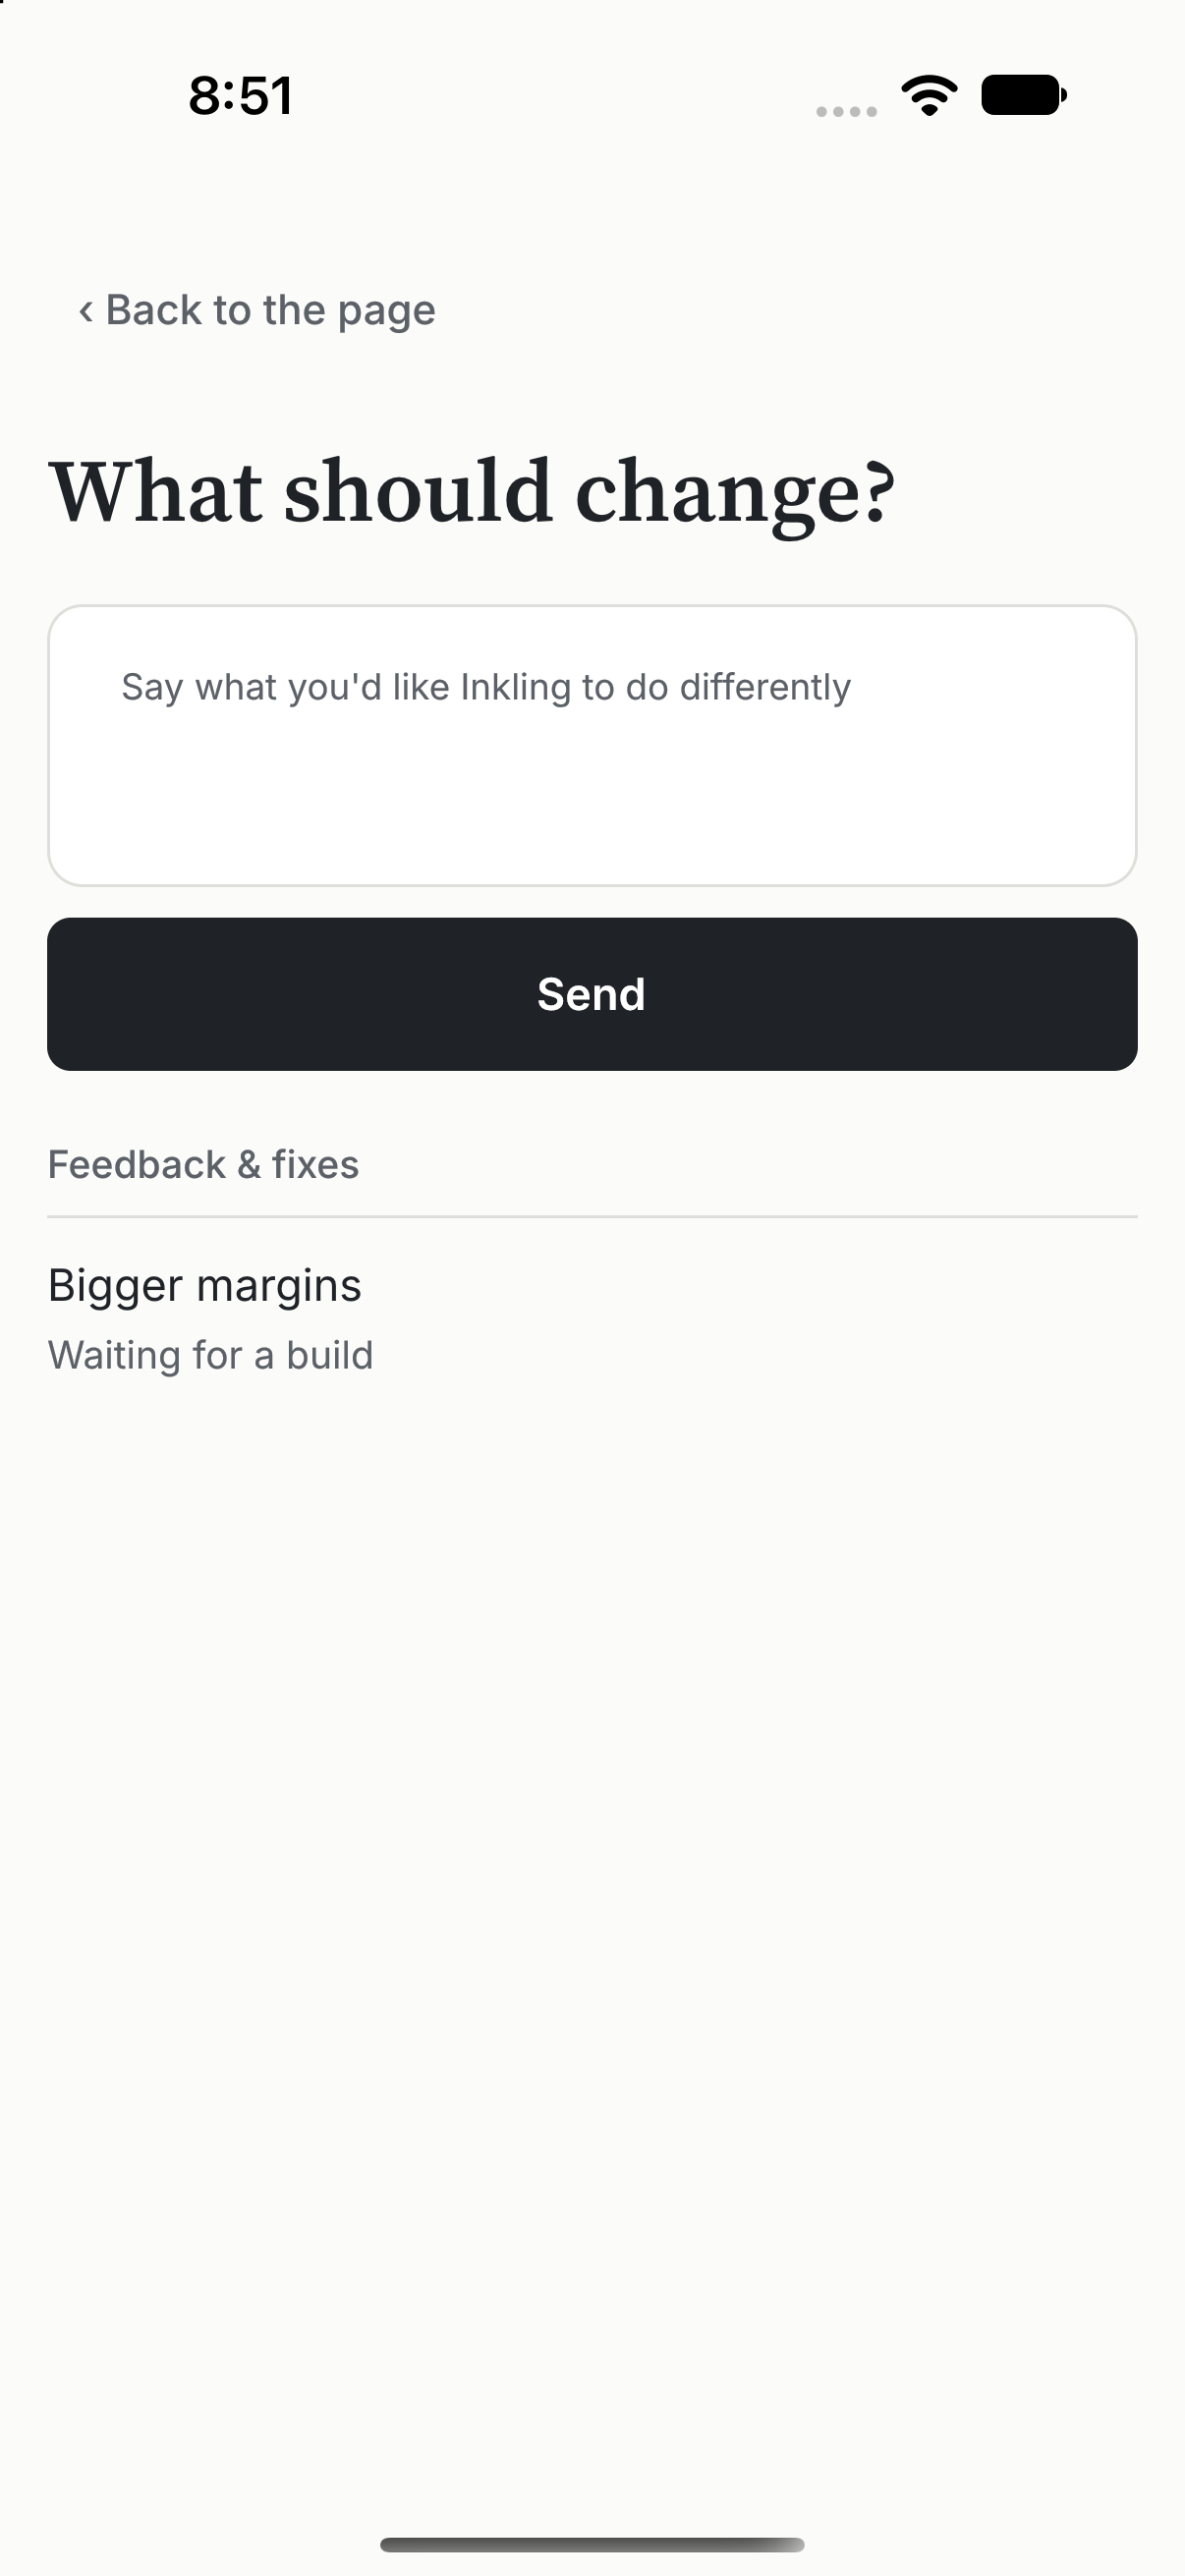 8:51
‹ Back to the page
What should change?
Say what you'd like Inkling to do differently
Send
Feedback & fixes
Bigger margins
Waiting for a build